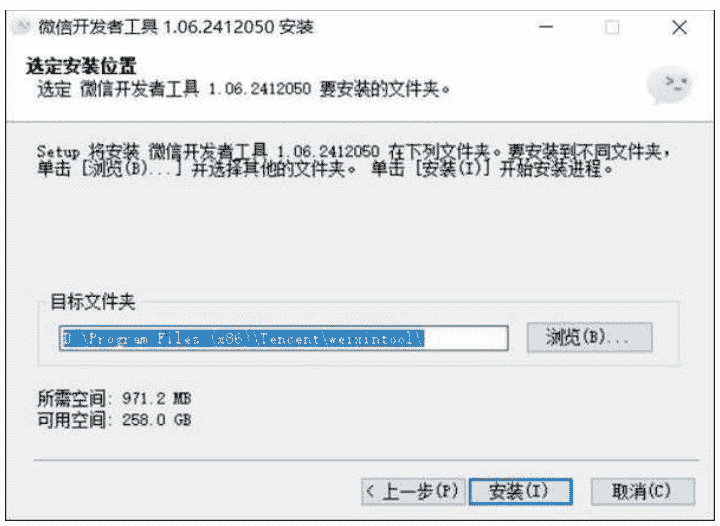 微信开发者工具 1.06.2412050 安装
选定安装位置
选定 微信开发者工具 1.06.2412050 要安装的文件夹。
Setup 将安装 微信开发者工具 1.06.2412050 在下列文件夹。要安装到不同文件夹，
单击 [浏览(B)...] 并选择其他的文件夹。 单击 [安装(I)] 开始安装进程。
目标文件夹
D:\Program Files (x86)\Tencent\weixintool\
浏览(B)...
所需空间: 971.2 MB
可用空间: 258.0 GB
< 上一步(P)
安装(I)
取消(C)